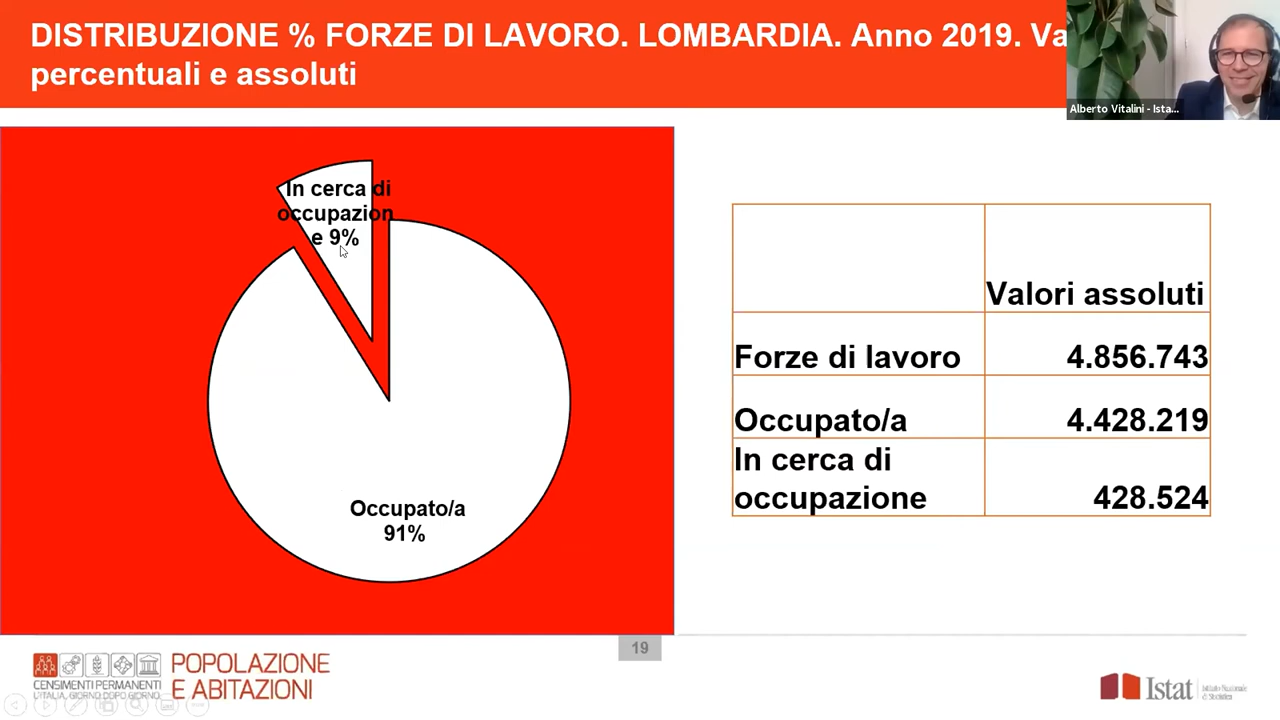 DISTRIBUZIONE % FORZE DI LAVORO. LOMBARDIA. Anno 2019. Va
percentuali e assoluti
Alberto Vitalini - Ista...
In cerca di
occupazion
e 9%
Occupato/a
91%
Valori assoluti
Forze di lavoro 4.856.743
Occupato/a 4.428.219
In cerca di
occupazione 428.524
19
POPOLAZIONE
E ABITAZIONI
CENSIMENTI PERMANENTI
L'ITALIA, GIORNO DOPO GIORNO
Istat
Istituto Nazionale
di Statistica